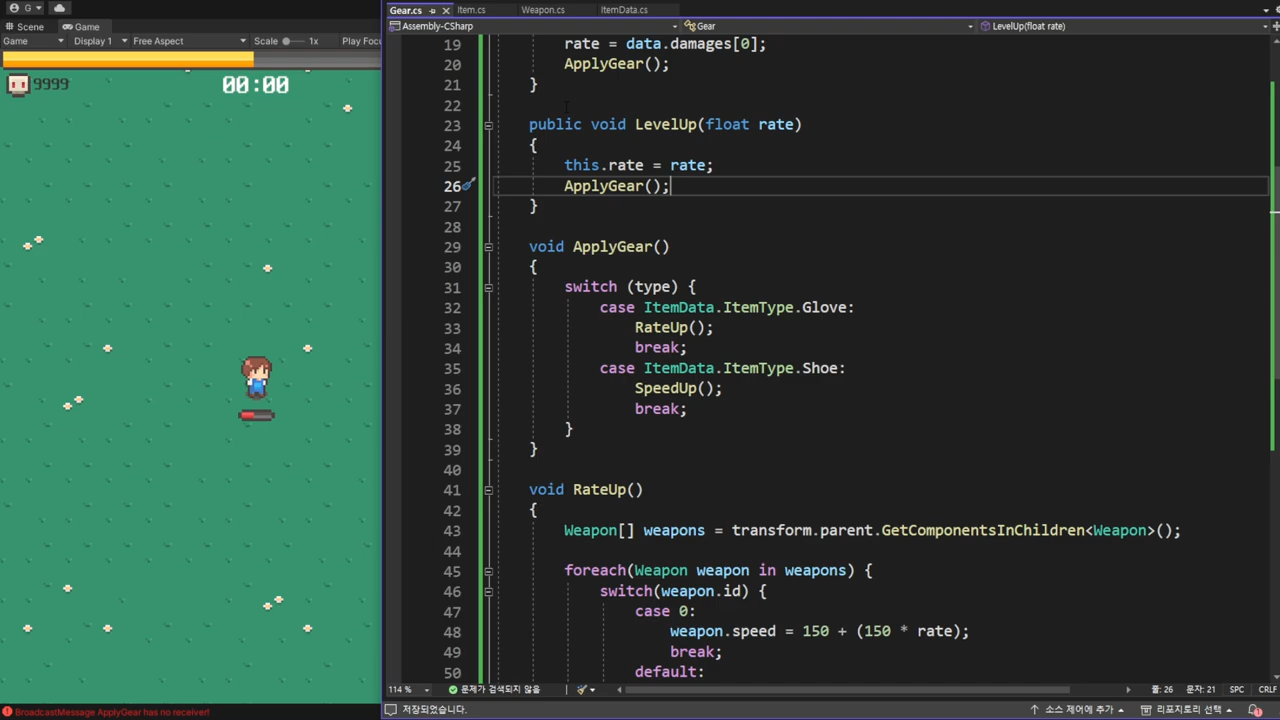 G
Scene
Game
Game
Display 1
Free Aspect
Scale
1x
Play Focu
9999
00:00
BroadcastMessage ApplyGear has no receiver!
Gear.cs
Item.cs
Weapon.cs
ItemData.cs
Assembly-CSharp
Gear
LevelUp(float rate)
19 rate = data.damages[0];
20 ApplyGear();
21 }
22
23 public void LevelUp(float rate)
24 {
25 this.rate = rate;
26 ApplyGear();
27 }
28
29 void ApplyGear()
30 {
31 switch (type) {
32 case ItemData.ItemType.Glove:
33 RateUp();
34 break;
35 case ItemData.ItemType.Shoe:
36 SpeedUp();
37 break;
38 }
39 }
40
41 void RateUp()
42 {
43 Weapon[] weapons = transform.parent.GetComponentsInChildren<Weapon>();
44
45 foreach(Weapon weapon in weapons) {
46 switch(weapon.id) {
47 case 0:
48 weapon.speed = 150 + (150 * rate);
49 break;
50 default:
114 %
문제가 검색되지 않음
줄: 26
문자: 21
SPC
CRLF
저장되었습니다.
소스 제어에 추가
리포지토리 선택
1